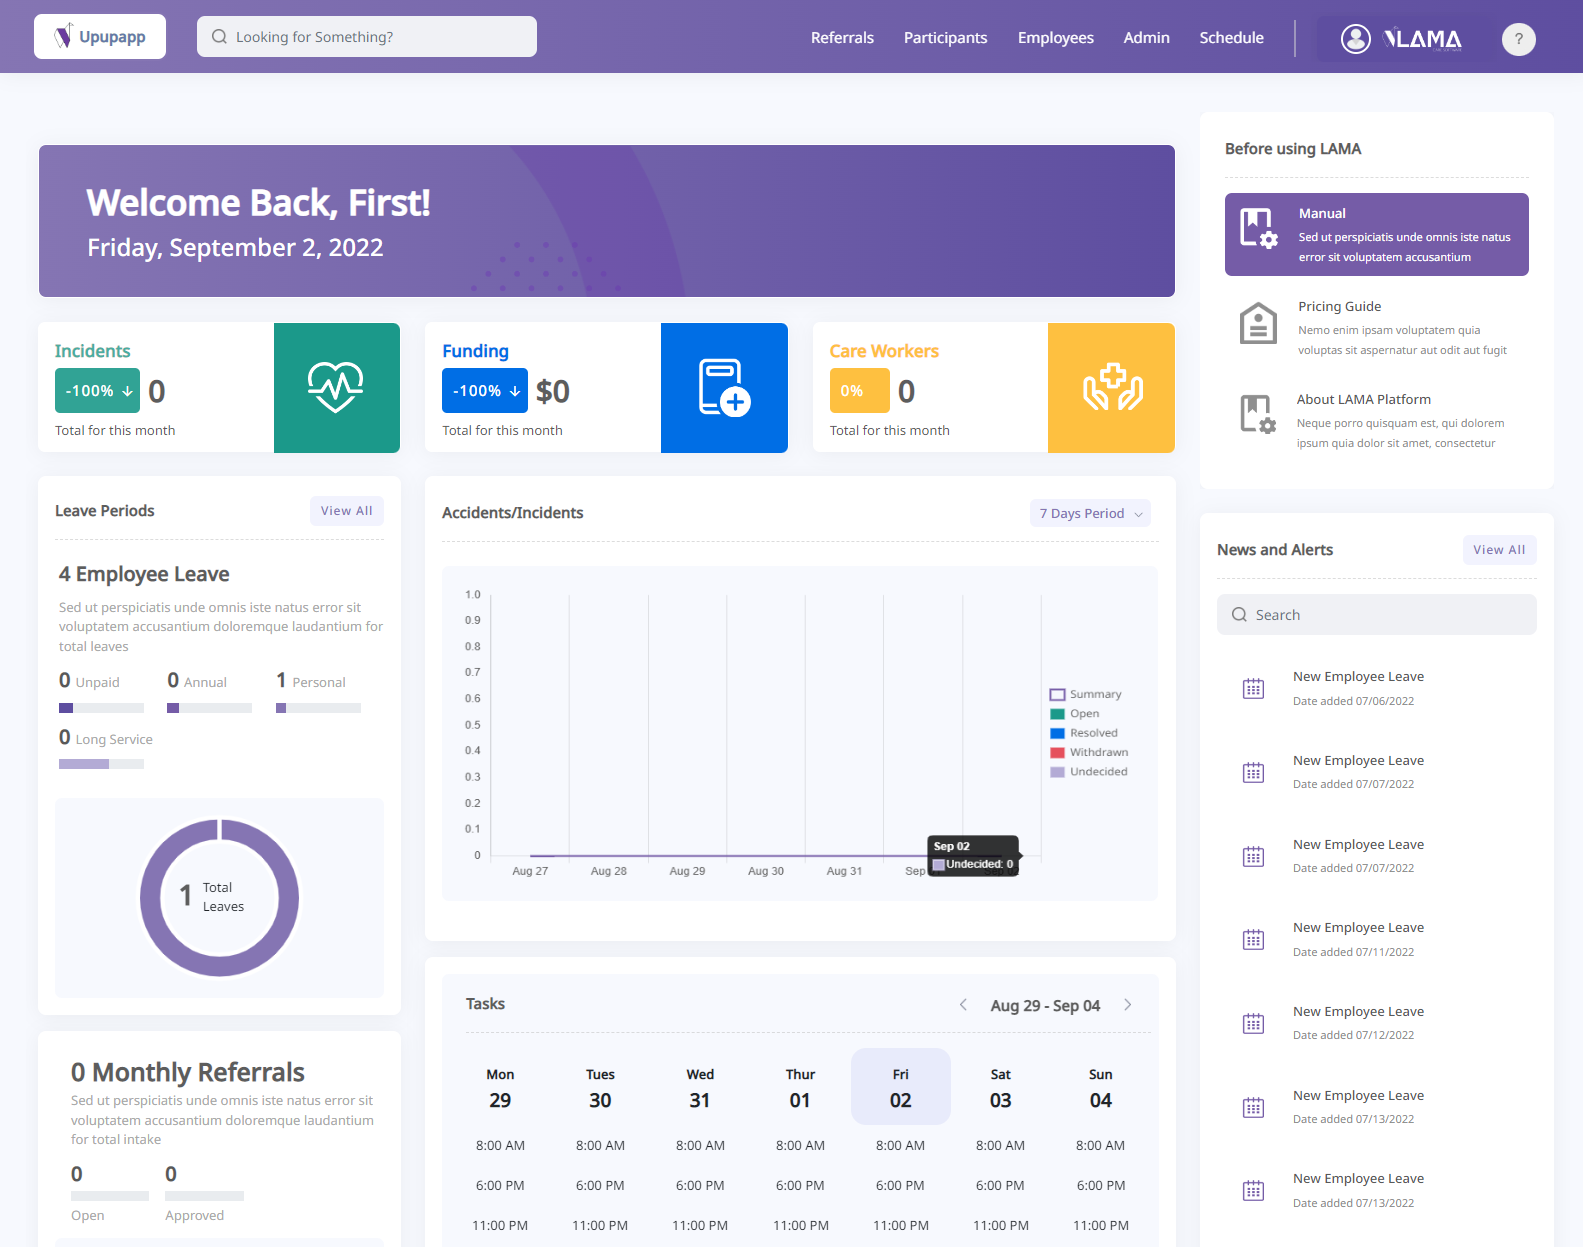 Upupapp
Looking for Something?
Referrals
Participants
Employees
Admin
Schedule
LAMA
?
Welcome Back, First!
Friday, September 2, 2022
Incidents
-100% ↓ 0
Total for this month
Funding
-100% ↓ $0
Total for this month
Care Workers
0% 0
Total for this month
Before using LAMA
Manual
Sed ut perspiciatis unde omnis iste natus
error sit voluptatem accusantium
Pricing Guide
Nemo enim ipsam voluptatem quia
voluptas sit aspernatur aut odit aut fugit
About LAMA Platform
Neque porro quisquam est, qui dolorem
ipsum quia dolor sit amet, consectetur
Leave Periods
View All
4 Employee Leave
Sed ut perspiciatis unde omnis iste natus error sit
voluptatem accusantium doloremque laudantium for
total leaves
0 Unpaid
0 Annual
1 Personal
0 Long Service
1 Total
Leaves
0 Monthly Referrals
Sed ut perspiciatis unde omnis iste natus error sit
voluptatem accusantium doloremque laudantium
for total intake
0
Open
0
Approved
Accidents/Incidents
7 Days Period
1.0
0.9
0.8
0.7
0.6
0.5
0.4
0.3
0.2
0.1
0
Aug 27
Aug 28
Aug 29
Aug 30
Aug 31
Sep
Sep 02
Sep 02
Undecided: 0
Summary
Open
Resolved
Withdrawn
Undecided
Tasks
Aug 29 - Sep 04
Mon Tues Wed Thur Fri Sat Sun
29 30 31 01 02 03 04
8:00 AM 8:00 AM 8:00 AM 8:00 AM 8:00 AM 8:00 AM 8:00 AM
6:00 PM 6:00 PM 6:00 PM 6:00 PM 6:00 PM 6:00 PM 6:00 PM
11:00 PM 11:00 PM 11:00 PM 11:00 PM 11:00 PM 11:00 PM 11:00 PM
News and Alerts
View All
Search
New Employee Leave
Date added 07/06/2022
New Employee Leave
Date added 07/07/2022
New Employee Leave
Date added 07/07/2022
New Employee Leave
Date added 07/11/2022
New Employee Leave
Date added 07/12/2022
New Employee Leave
Date added 07/13/2022
New Employee Leave
Date added 07/13/2022